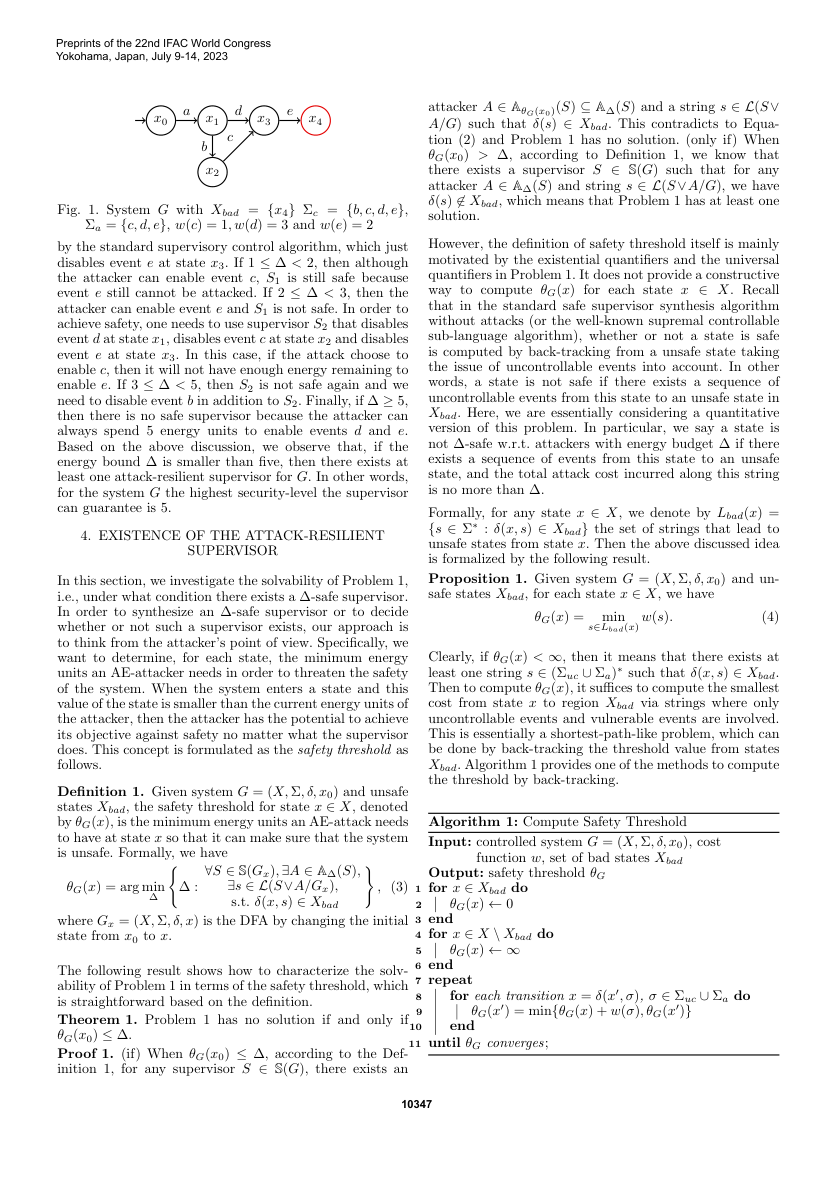 Preprints of the 22nd IFAC World Congress
Yokohama, Japan, July 9-14, 2023
x0 a x1 d x3 e x4
b c
x2
Fig. 1. System G with X_bad = {x4} Σc = {b, c, d, e},
Σa = {c, d, e}, w(c) = 1, w(d) = 3 and w(e) = 2
by the standard supervisory control algorithm, which just
disables event e at state x3. If 1 ≤ Δ < 2, then although
the attacker can enable event c, S1 is still safe because
event e still cannot be attacked. If 2 ≤ Δ < 3, then the
attacker can enable event e and S1 is not safe. In order to
achieve safety, one needs to use supervisor S2 that disables
event d at state x1, disables event c at state x2 and disables
event e at state x3. In this case, if the attack choose to
enable c, then it will not have enough energy remaining to
enable e. If 3 ≤ Δ < 5, then S2 is not safe again and we
need to disable event b in addition to S2. Finally, if Δ ≥ 5,
then there is no safe supervisor because the attacker can
always spend 5 energy units to enable events d and e.
Based on the above discussion, we observe that, if the
energy bound Δ is smaller than five, then there exists at
least one attack-resilient supervisor for G. In other words,
for the system G the highest security-level the supervisor
can guarantee is 5.
4. EXISTENCE OF THE ATTACK-RESILIENT
SUPERVISOR
In this section, we investigate the solvability of Problem 1,
i.e., under what condition there exists a Δ-safe supervisor.
In order to synthesize an Δ-safe supervisor or to decide
whether or not such a supervisor exists, our approach is
to think from the attacker's point of view. Specifically, we
want to determine, for each state, the minimum energy
units an AE-attacker needs in order to threaten the safety
of the system. When the system enters a state and this
value of the state is smaller than the current energy units of
the attacker, then the attacker has the potential to achieve
its objective against safety no matter what the supervisor
does. This concept is formulated as the safety threshold as
follows.
Definition 1. Given system G = (X, Σ, δ, x0) and unsafe
states X_bad, the safety threshold for state x ∈ X, denoted
by θG(x), is the minimum energy units an AE-attack needs
to have at state x so that it can make sure that the system
is unsafe. Formally, we have
∀S ∈ 𝕊(Gx), ∃A ∈ 𝔸Δ(S),
θG(x) = arg min_Δ { Δ : ∃s ∈ L(S∨A/Gx), }, (3)
s.t. δ(x, s) ∈ X_bad
where Gx = (X, Σ, δ, x) is the DFA by changing the initial
state from x0 to x.
The following result shows how to characterize the solv-
ability of Problem 1 in terms of the safety threshold, which
is straightforward based on the definition.
Theorem 1. Problem 1 has no solution if and only if
θG(x0) ≤ Δ.
Proof 1. (if) When θG(x0) ≤ Δ, according to the Def-
inition 1, for any supervisor S ∈ 𝕊(G), there exists an
attacker A ∈ 𝔸θG(x0)(S) ⊆ 𝔸Δ(S) and a string s ∈ L(S∨
A/G) such that δ(s) ∈ X_bad. This contradicts to Equa-
tion (2) and Problem 1 has no solution. (only if) When
θG(x0) > Δ, according to Definition 1, we know that
there exists a supervisor S ∈ 𝕊(G) such that for any
attacker A ∈ 𝔸Δ(S) and string s ∈ L(S∨A/G), we have
δ(s) ∉ X_bad, which means that Problem 1 has at least one
solution.
However, the definition of safety threshold itself is mainly
motivated by the existential quantifiers and the universal
quantifiers in Problem 1. It does not provide a constructive
way to compute θG(x) for each state x ∈ X. Recall
that in the standard safe supervisor synthesis algorithm
without attacks (or the well-known supremal controllable
sub-language algorithm), whether or not a state is safe
is computed by back-tracking from a unsafe state taking
the issue of uncontrollable events into account. In other
words, a state is not safe if there exists a sequence of
uncontrollable events from this state to an unsafe state in
X_bad. Here, we are essentially considering a quantitative
version of this problem. In particular, we say a state is
not Δ-safe w.r.t. attackers with energy budget Δ if there
exists a sequence of events from this state to an unsafe
state, and the total attack cost incurred along this string
is no more than Δ.
Formally, for any state x ∈ X, we denote by L_bad(x) =
{s ∈ Σ* : δ(x, s) ∈ X_bad} the set of strings that lead to
unsafe states from state x. Then the above discussed idea
is formalized by the following result.
Proposition 1. Given system G = (X, Σ, δ, x0) and un-
safe states X_bad, for each state x ∈ X, we have
θG(x) = min_{s∈L_bad(x)} w(s). (4)
Clearly, if θG(x) < ∞, then it means that there exists at
least one string s ∈ (Σuc ∪ Σa)* such that δ(x, s) ∈ X_bad.
Then to compute θG(x), it suffices to compute the smallest
cost from state x to region X_bad via strings where only
uncontrollable events and vulnerable events are involved.
This is essentially a shortest-path-like problem, which can
be done by back-tracking the threshold value from states
X_bad. Algorithm 1 provides one of the methods to compute
the threshold by back-tracking.
Algorithm 1: Compute Safety Threshold
Input: controlled system G = (X, Σ, δ, x0), cost
function w, set of bad states X_bad
Output: safety threshold θG
1 for x ∈ X_bad do
2 θG(x) ← 0
3 end
4 for x ∈ X \ X_bad do
5 θG(x) ← ∞
6 end
7 repeat
8 for each transition x = δ(x′, σ), σ ∈ Σuc ∪ Σa do
9 θG(x′) = min{θG(x) + w(σ), θG(x′)}
10 end
11 until θG converges;
10347